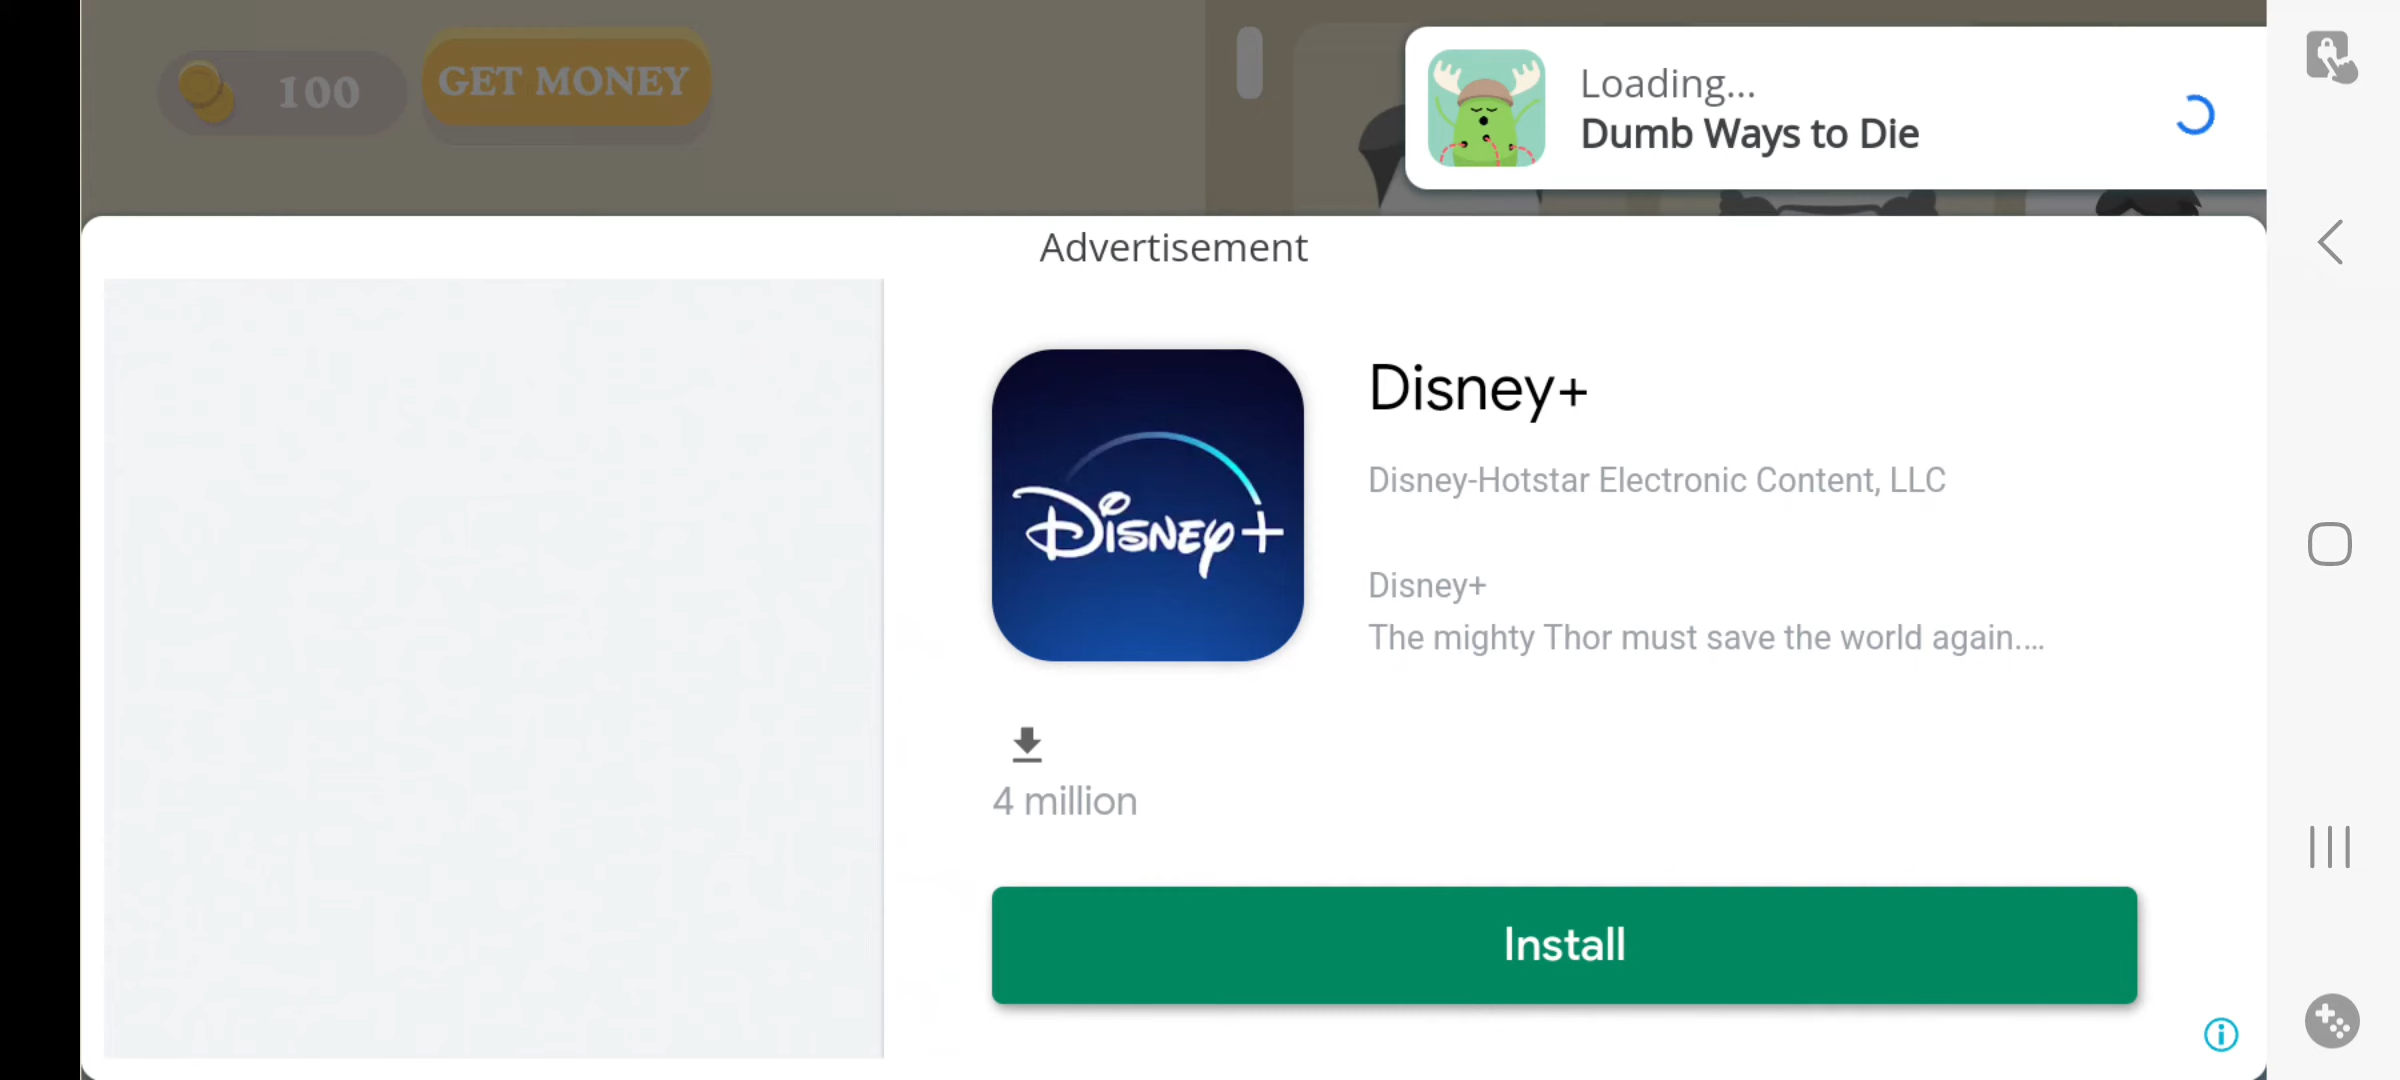 100
GET MONEY
Loading...
Dumb Ways to Die
Advertisement
Disney+
Disney+
Disney-Hotstar Electronic Content, LLC
Disney+
The mighty Thor must save the world again....
4 million
Install